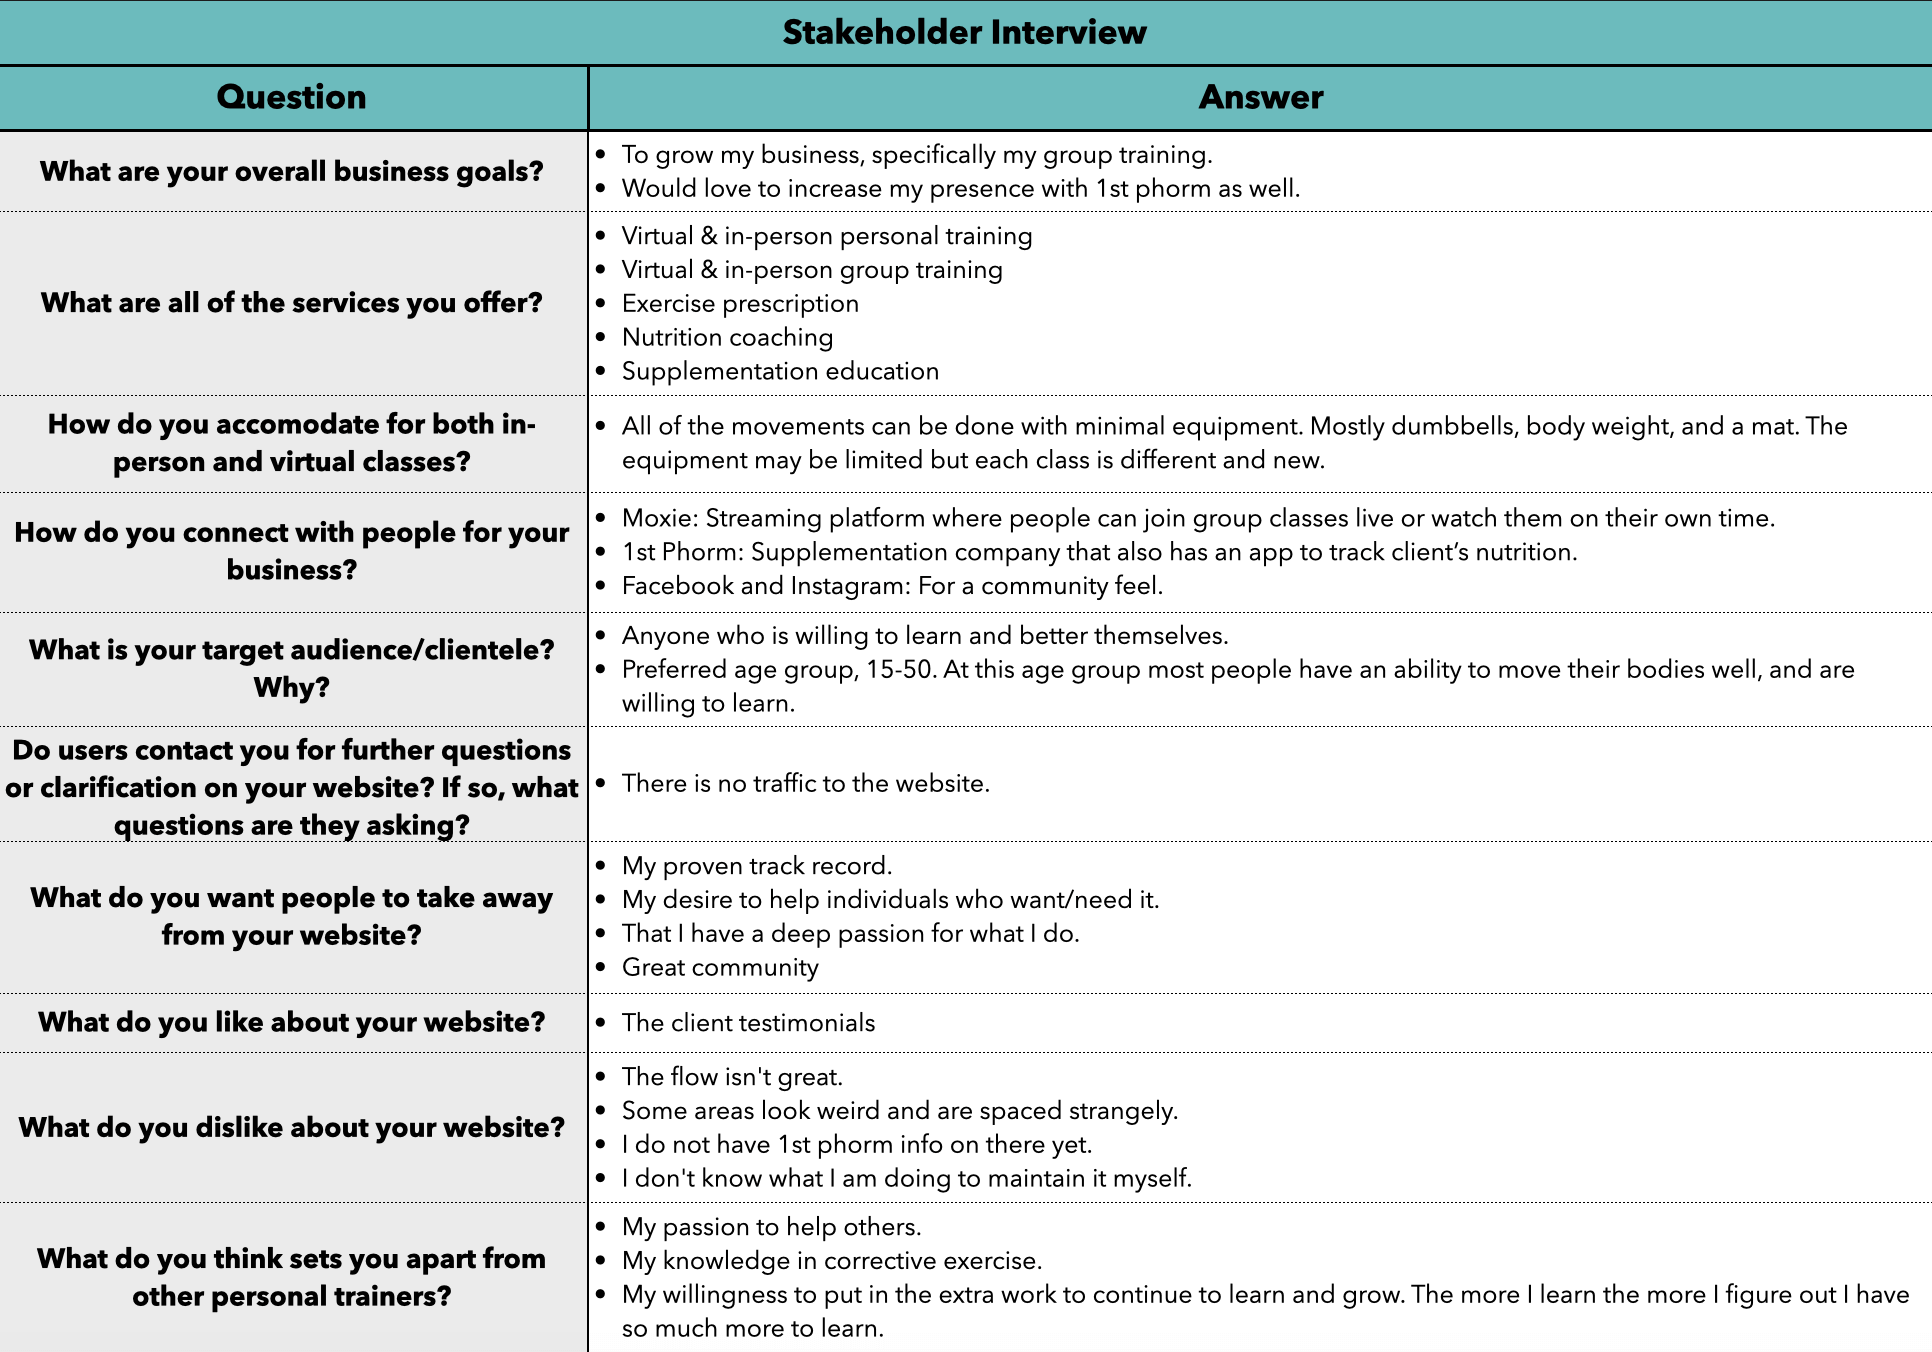 Stakeholder Interview
Question
Answer
What are your overall business goals?
• To grow my business, specifically my group training.
• Would love to increase my presence with 1st phorm as well.
What are all of the services you offer?
• Virtual & in-person personal training
• Virtual & in-person group training
• Exercise prescription
• Nutrition coaching
• Supplementation education
How do you accomodate for both in-
person and virtual classes?
• All of the movements can be done with minimal equipment. Mostly dumbbells, body weight, and a mat. The
equipment may be limited but each class is different and new.
How do you connect with people for your
business?
• Moxie: Streaming platform where people can join group classes live or watch them on their own time.
• 1st Phorm: Supplementation company that also has an app to track client’s nutrition.
• Facebook and Instagram: For a community feel.
What is your target audience/clientele?
Why?
• Anyone who is willing to learn and better themselves.
• Preferred age group, 15-50. At this age group most people have an ability to move their bodies well, and are
willing to learn.
Do users contact you for further questions
or clarification on your website? If so, what
questions are they asking?
• There is no traffic to the website.
What do you want people to take away
from your website?
• My proven track record.
• My desire to help individuals who want/need it.
• That I have a deep passion for what I do.
• Great community
What do you like about your website?
• The client testimonials
What do you dislike about your website?
• The flow isn't great.
• Some areas look weird and are spaced strangely.
• I do not have 1st phorm info on there yet.
• I don't know what I am doing to maintain it myself.
What do you think sets you apart from
other personal trainers?
• My passion to help others.
• My knowledge in corrective exercise.
• My willingness to put in the extra work to continue to learn and grow. The more I learn the more I figure out I have
so much more to learn.